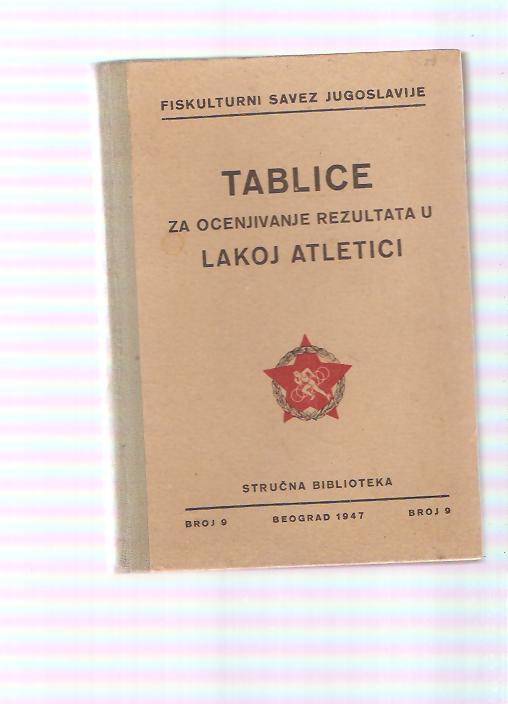 FISKULTURNI SAVEZ JUGOSLAVIJE
TABLICE
ZA OCENJIVANJE REZULTATA U
LAKOJ ATLETICI
STRUČNA BIBLIOTEKA
BROJ 9 BEOGRAD 1947 BROJ 9